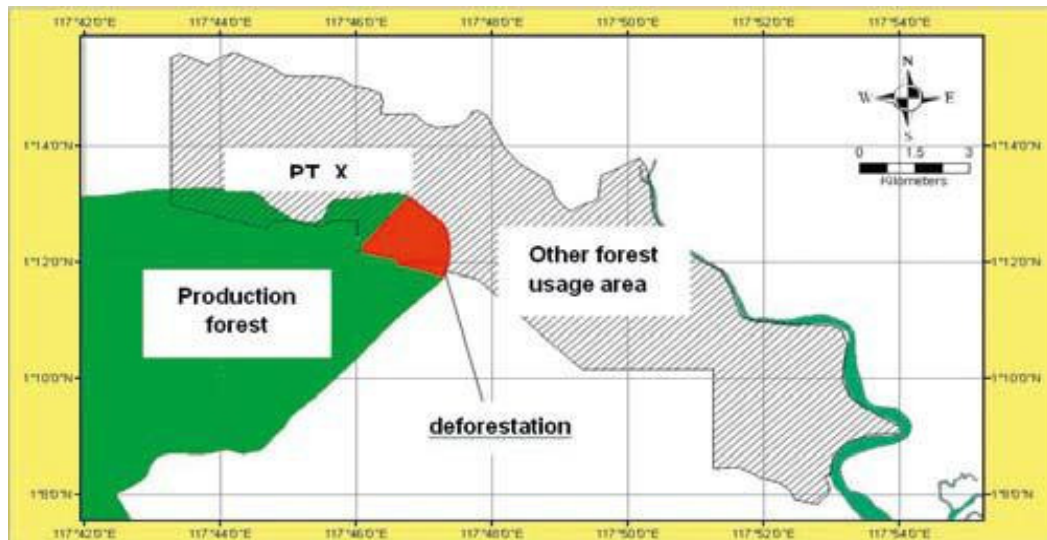 117°42'0"E 117°44'0"E 117°46'0"E 117°48'0"E 117°50'0"E 117°52'0"E 117°54'0"E
N
W E
S
1°14'0"N 1°14'0"N
0 1.5 3
Kilometers
PT X
1°12'0"N 1°12'0"N
Other forest
usage area
Production
forest
1°10'0"N 1°10'0"N
deforestation
1°8'0"N 1°8'0"N
117°42'0"E 117°44'0"E 117°46'0"E 117°48'0"E 117°50'0"E 117°52'0"E 117°54'0"E